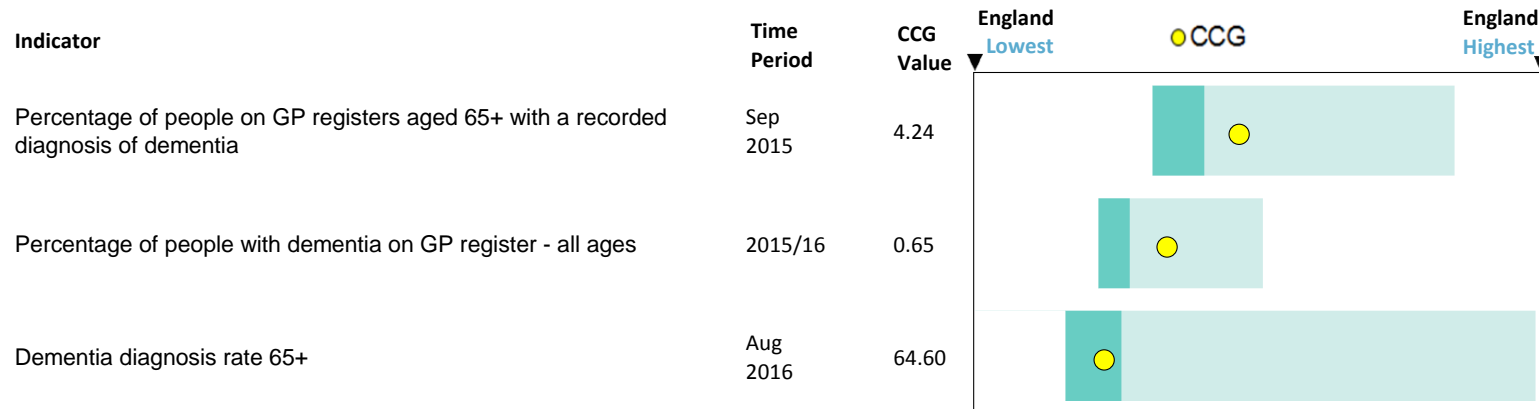 Indicator
Time Period
CCG Value
England Lowest
CCG
England Highest
Percentage of people on GP registers aged 65+ with a recorded
diagnosis of dementia
Sep
2015
4.24
Percentage of people with dementia on GP register - all ages
2015/16
0.65
Dementia diagnosis rate 65+
Aug
2016
64.60